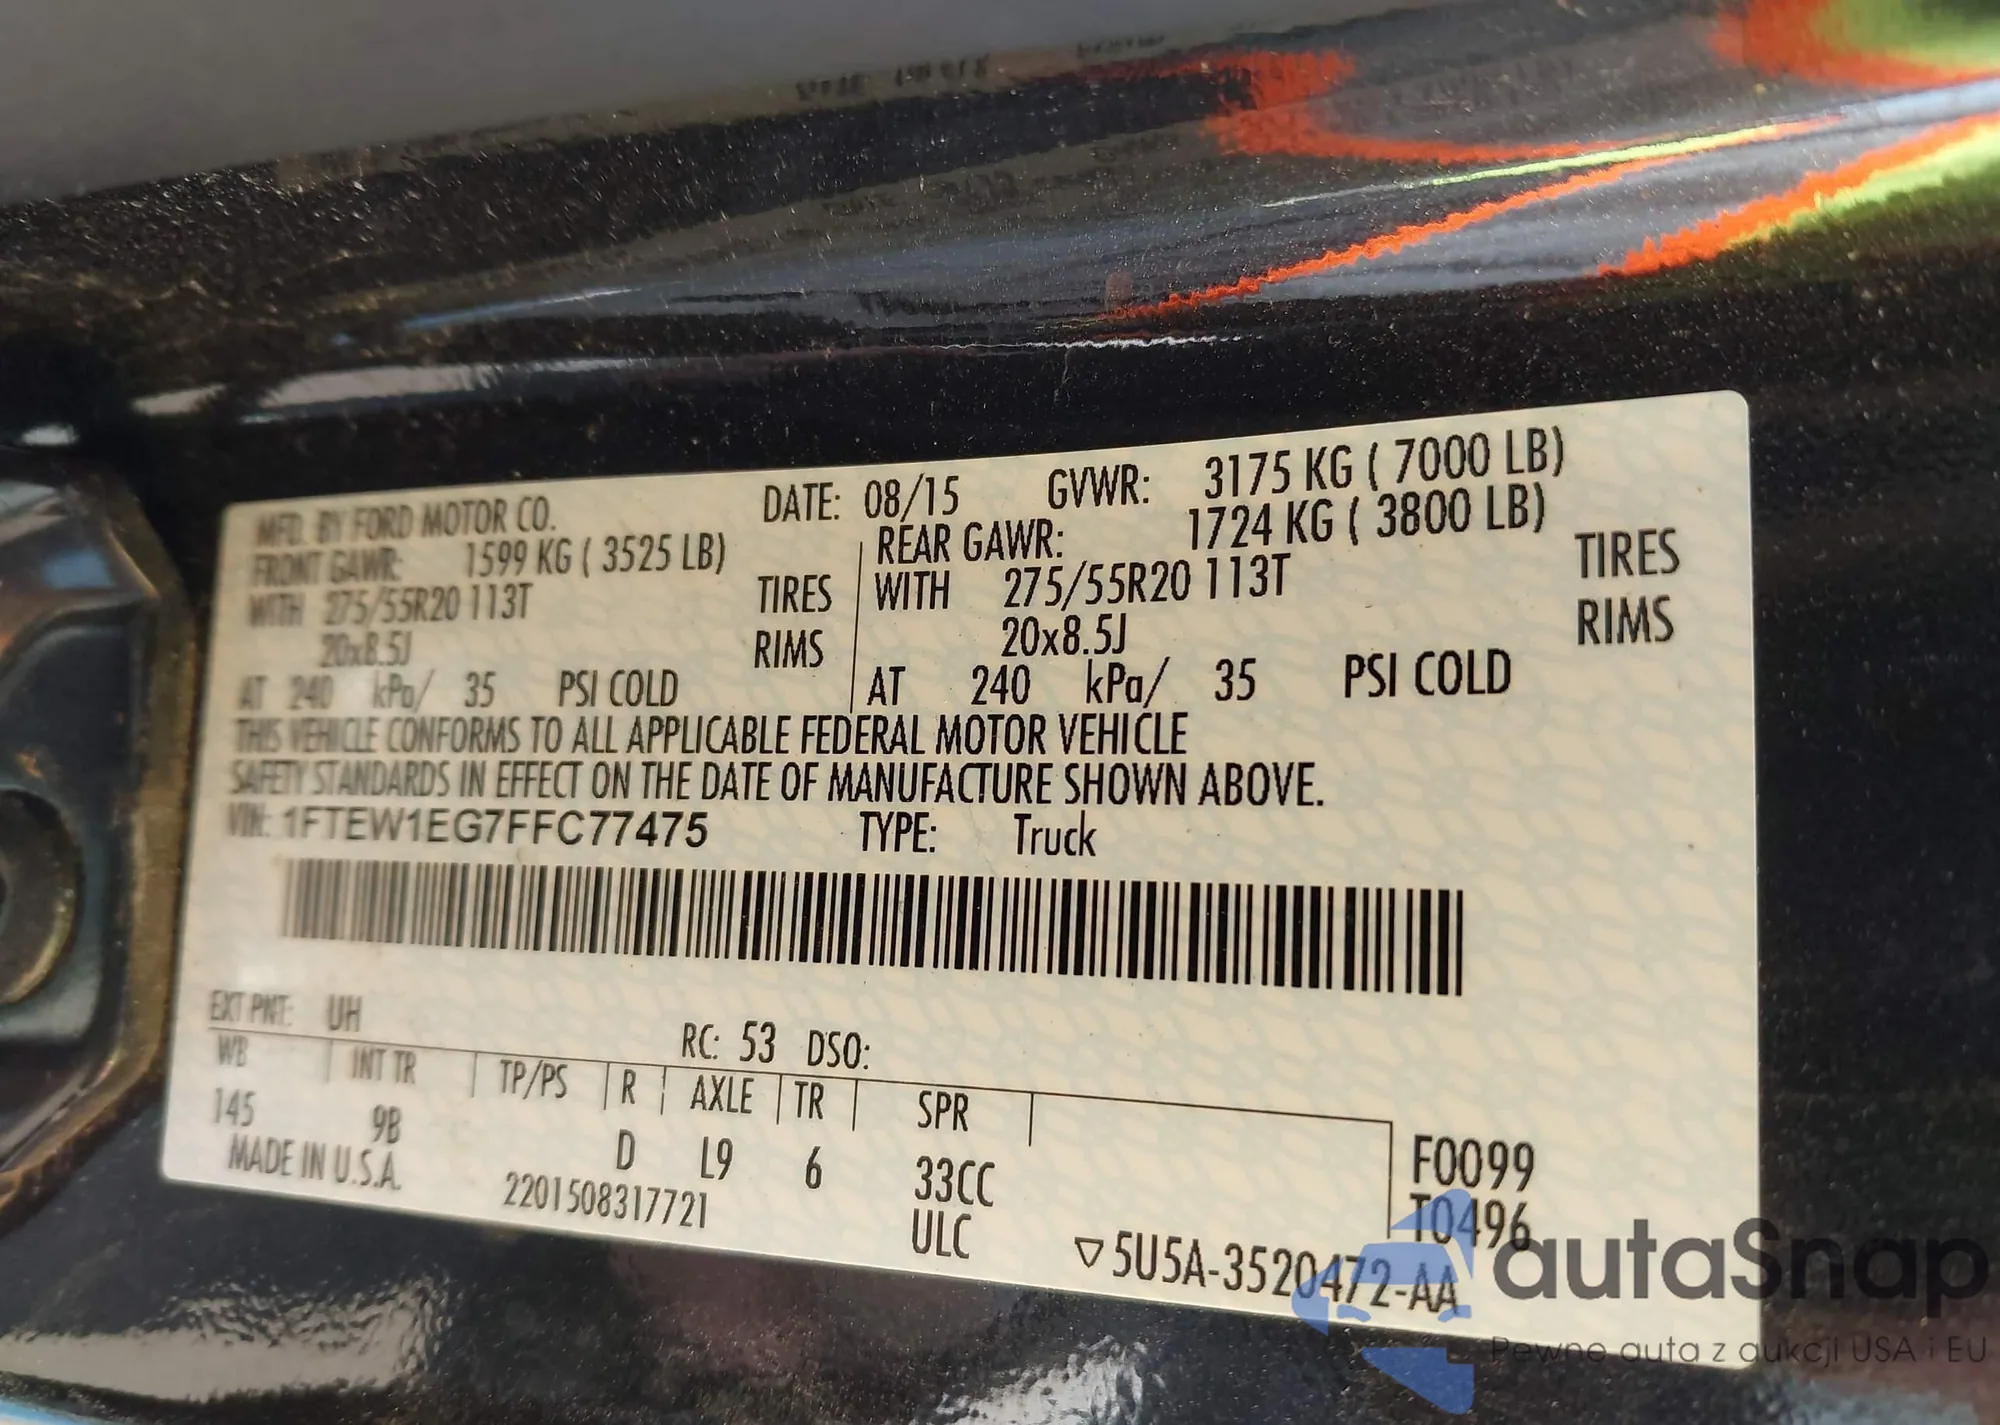 MFD. BY FORD MOTOR CO. DATE: 08/15 GVWR: 3175 KG ( 7000 LB)
FRONT GAWR: 1599 KG ( 3525 LB) REAR GAWR: 1724 KG ( 3800 LB)
WITH 275/55R20 113T TIRES WITH 275/55R20 113T TIRES
20x8.5J RIMS 20x8.5J RIMS
AT 240 kPa/ 35 PSI COLD AT 240 kPa/ 35 PSI COLD
THIS VEHICLE CONFORMS TO ALL APPLICABLE FEDERAL MOTOR VEHICLE
SAFETY STANDARDS IN EFFECT ON THE DATE OF MANUFACTURE SHOWN ABOVE.
VIN: 1FTEW1EG7FFC77475 TYPE: Truck
EXT PNT: UH RC: 53 DSO:
WB INT TR TP/PS R AXLE TR SPR
145 9B D L9 6 33CC F0099
MADE IN U.S.A. 2201508317721 ULC T0496
▽5U5A-3520472-AA
autaSnap
Pewne auta z aukcji USA i EU